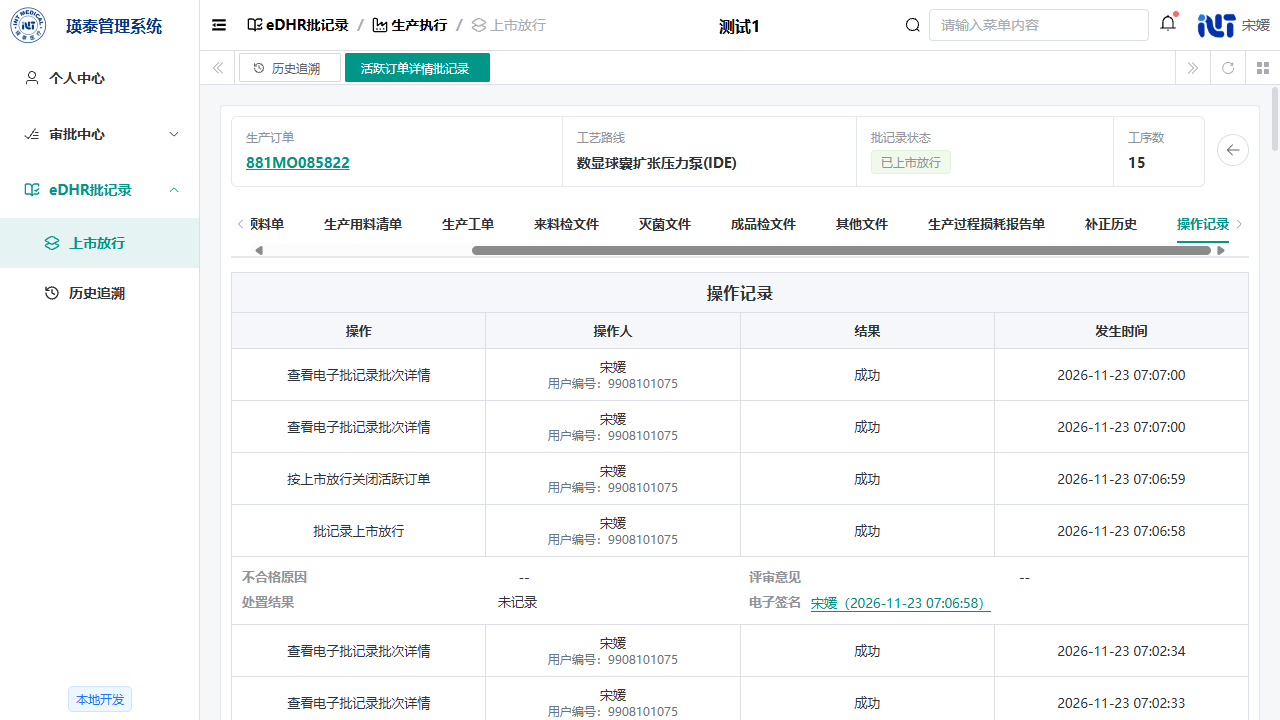 瑛泰管理系统
eDHR批记录 / 生产执行 / 上市放行
测试1
请输入菜单内容
宋媛
个人中心
审批中心
eDHR批记录
上市放行
历史追溯
本地开发
历史追溯
活跃订单详情批记录
生产订单
881MO085822
工艺路线
数显球囊扩张压力泵(IDE)
批记录状态
已上市放行
工序数
15
料单 生产用料清单 生产工单 来料检文件 灭菌文件 成品检文件 其他文件 生产过程损耗报告单 补正历史 操作记录
操作记录
操作 操作人 结果 发生时间
查看电子批记录批次详情 宋媛 成功 2026-11-23 07:07:00
用户编号：9908101075
查看电子批记录批次详情 宋媛 成功 2026-11-23 07:07:00
用户编号：9908101075
按上市放行关闭活跃订单 宋媛 成功 2026-11-23 07:06:59
用户编号：9908101075
批记录上市放行 宋媛 成功 2026-11-23 07:06:58
用户编号：9908101075
不合格原因 -- 评审意见 --
处置结果 未记录 电子签名 宋媛（2026-11-23 07:06:58）
查看电子批记录批次详情 宋媛 成功 2026-11-23 07:02:34
用户编号：9908101075
查看电子批记录批次详情 宋媛 成功 2026-11-23 07:02:33
用户编号：9908101075